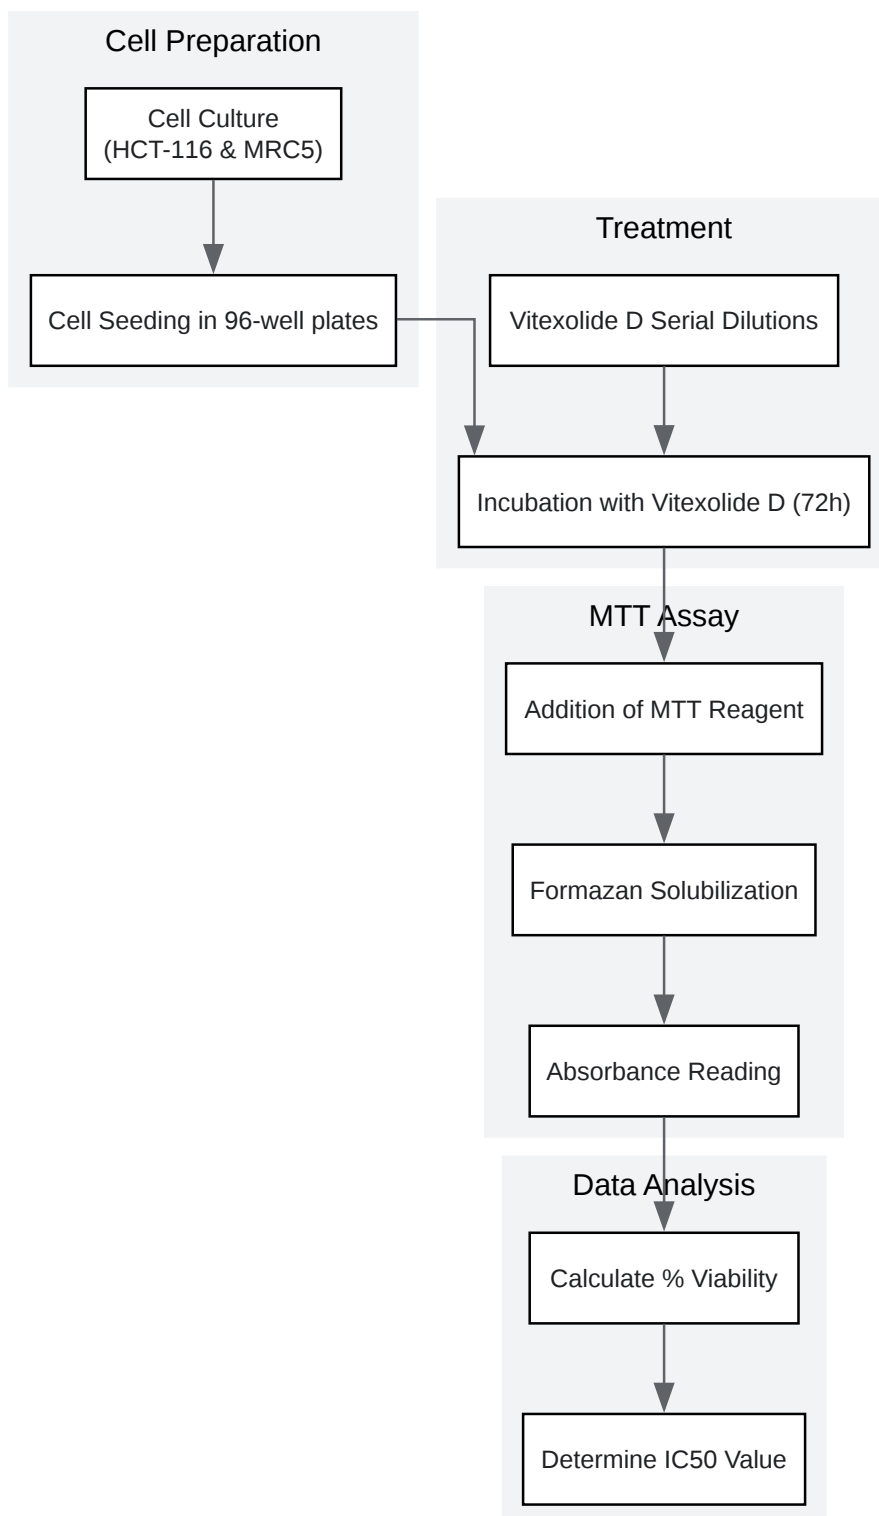 Cell Preparation
Cell Culture
(HCT-116 & MRC5)
Cell Seeding in 96-well plates
Treatment
Vitexolide D Serial Dilutions
Incubation with Vitexolide D (72h)
MTT Assay
Addition of MTT Reagent
Formazan Solubilization
Absorbance Reading
Data Analysis
Calculate % Viability
Determine IC50 Value